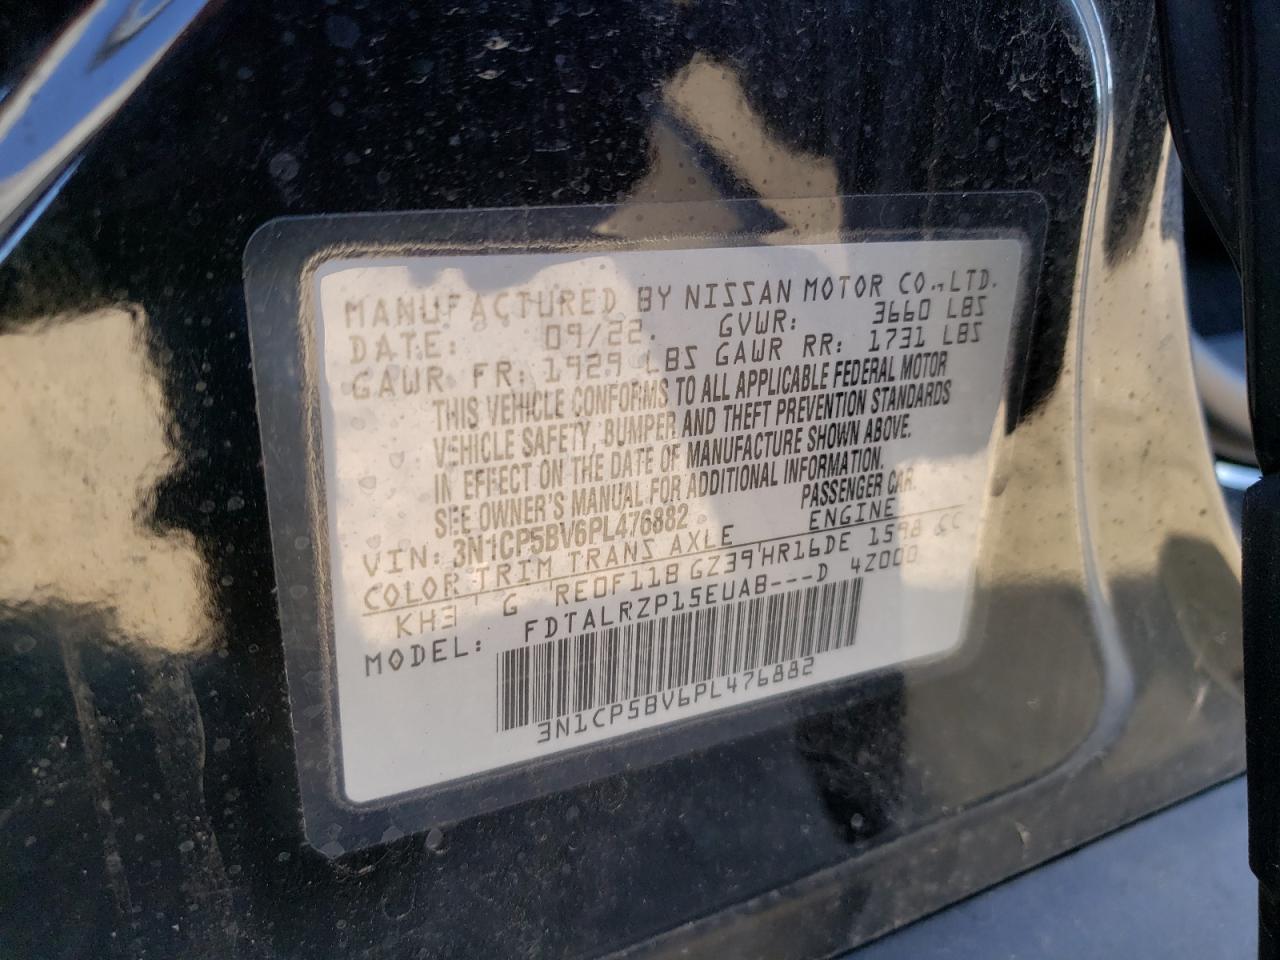 MANUFACTURED BY NISSAN MOTOR CO.,LTD.
DATE: 09/22. GVWR: 3660 LBS
GAWR FR: 1929 LBS GAWR RR: 1731 LBS
THIS VEHICLE CONFORMS TO ALL APPLICABLE FEDERAL MOTOR
VEHICLE SAFETY, BUMPER AND THEFT PREVENTION STANDARDS
IN EFFECT ON THE DATE OF MANUFACTURE SHOWN ABOVE.
SEE OWNER'S MANUAL FOR ADDITIONAL INFORMATION.
VIN: 3N1CP5BV6PL476882 PASSENGER CAR.
COLOR TRIM TRANS AXLE ENGINE
KH3 G RE0F11B GZ39 HR16DE 1598 CC
MODEL: FDTALRZP15EUAB---D 4Z000
3N1CP5BV6PL476882